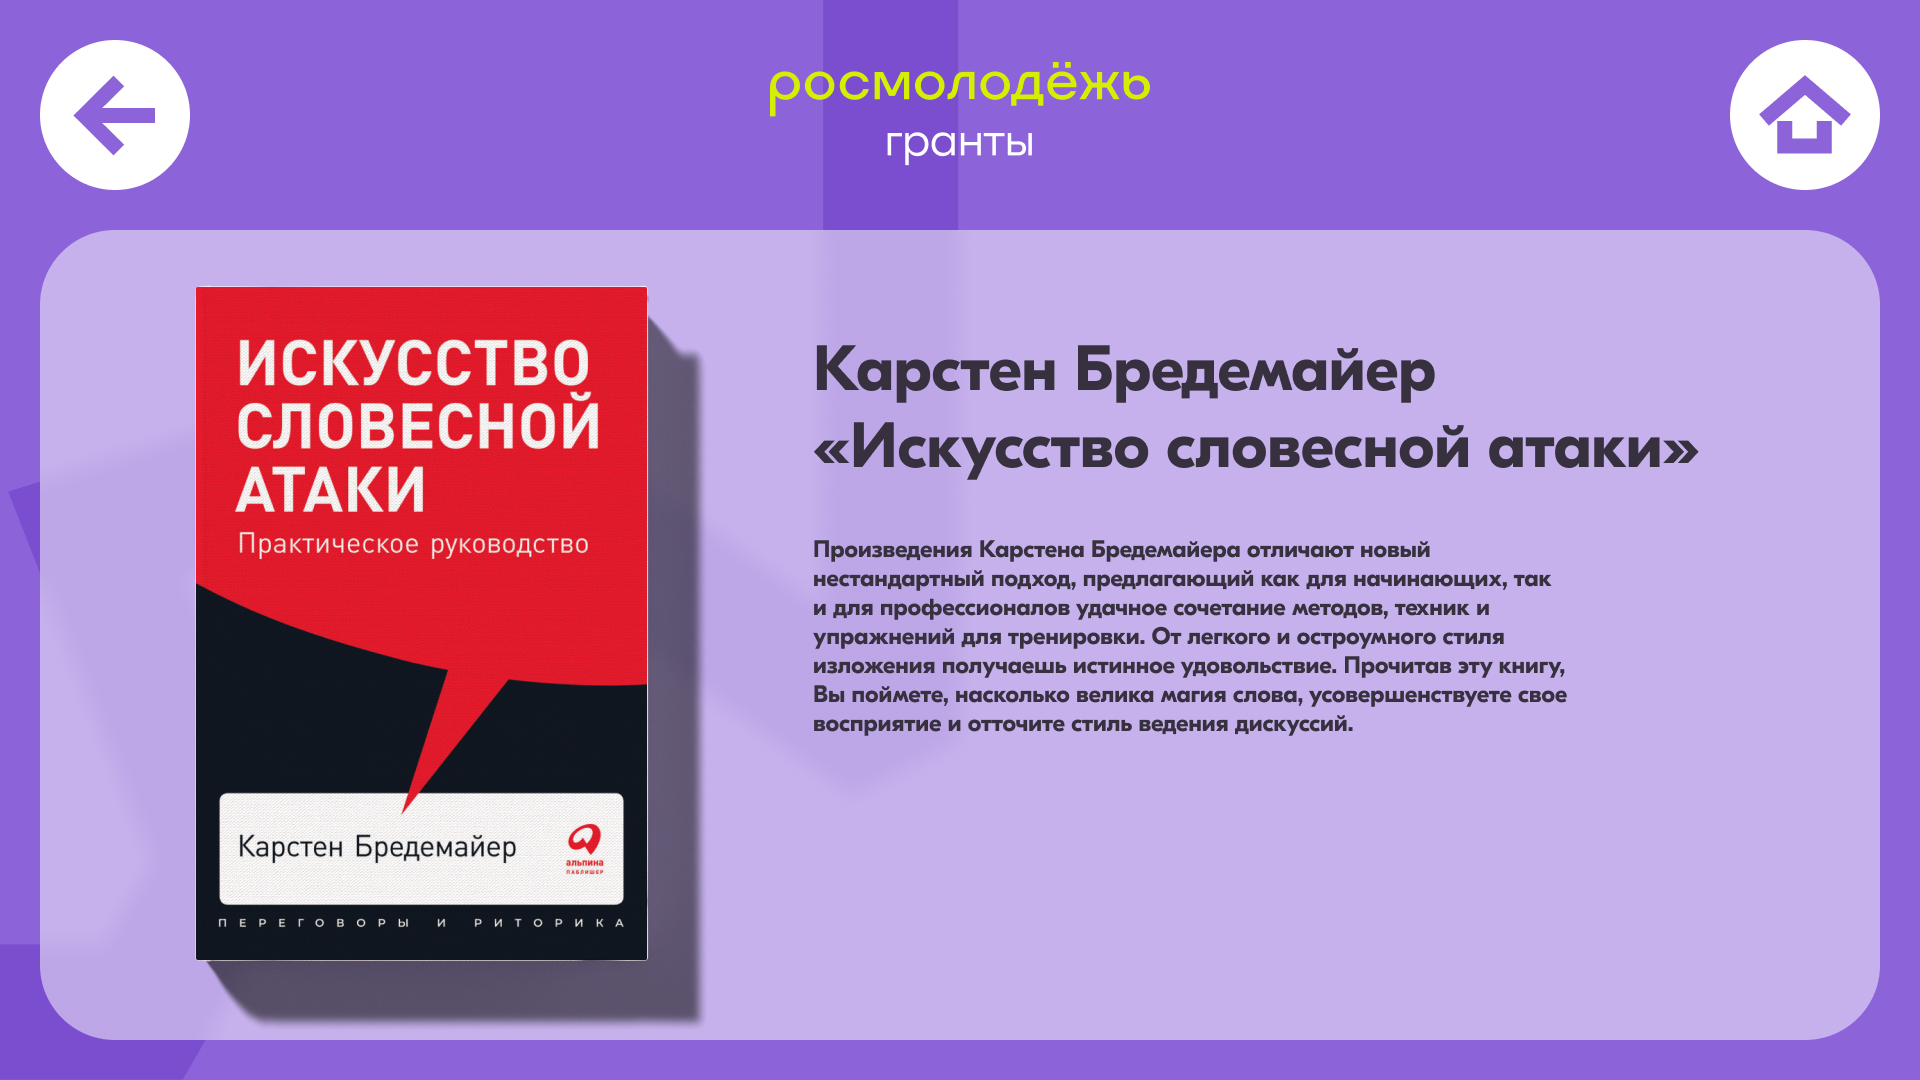 росмолодёжь
гранты
ИСКУССТВО
СЛОВЕСНОЙ
АТАКИ
Практическое руководство
Карстен Бредемайер
альпина
ПАБЛИШЕР
ПЕРЕГОВОРЫ И РИТОРИКА
Карстен Бредемайер
«Искусство словесной атаки»
Произведения Карстена Бредемайера отличают новый
нестандартный подход, предлагающий как для начинающих, так
и для профессионалов удачное сочетание методов, техник и
упражнений для тренировки. От легкого и остроумного стиля
изложения получаешь истинное удовольствие. Прочитав эту книгу,
Вы поймете, насколько велика магия слова, усовершенствуете свое
восприятие и отточите стиль ведения дискуссий.